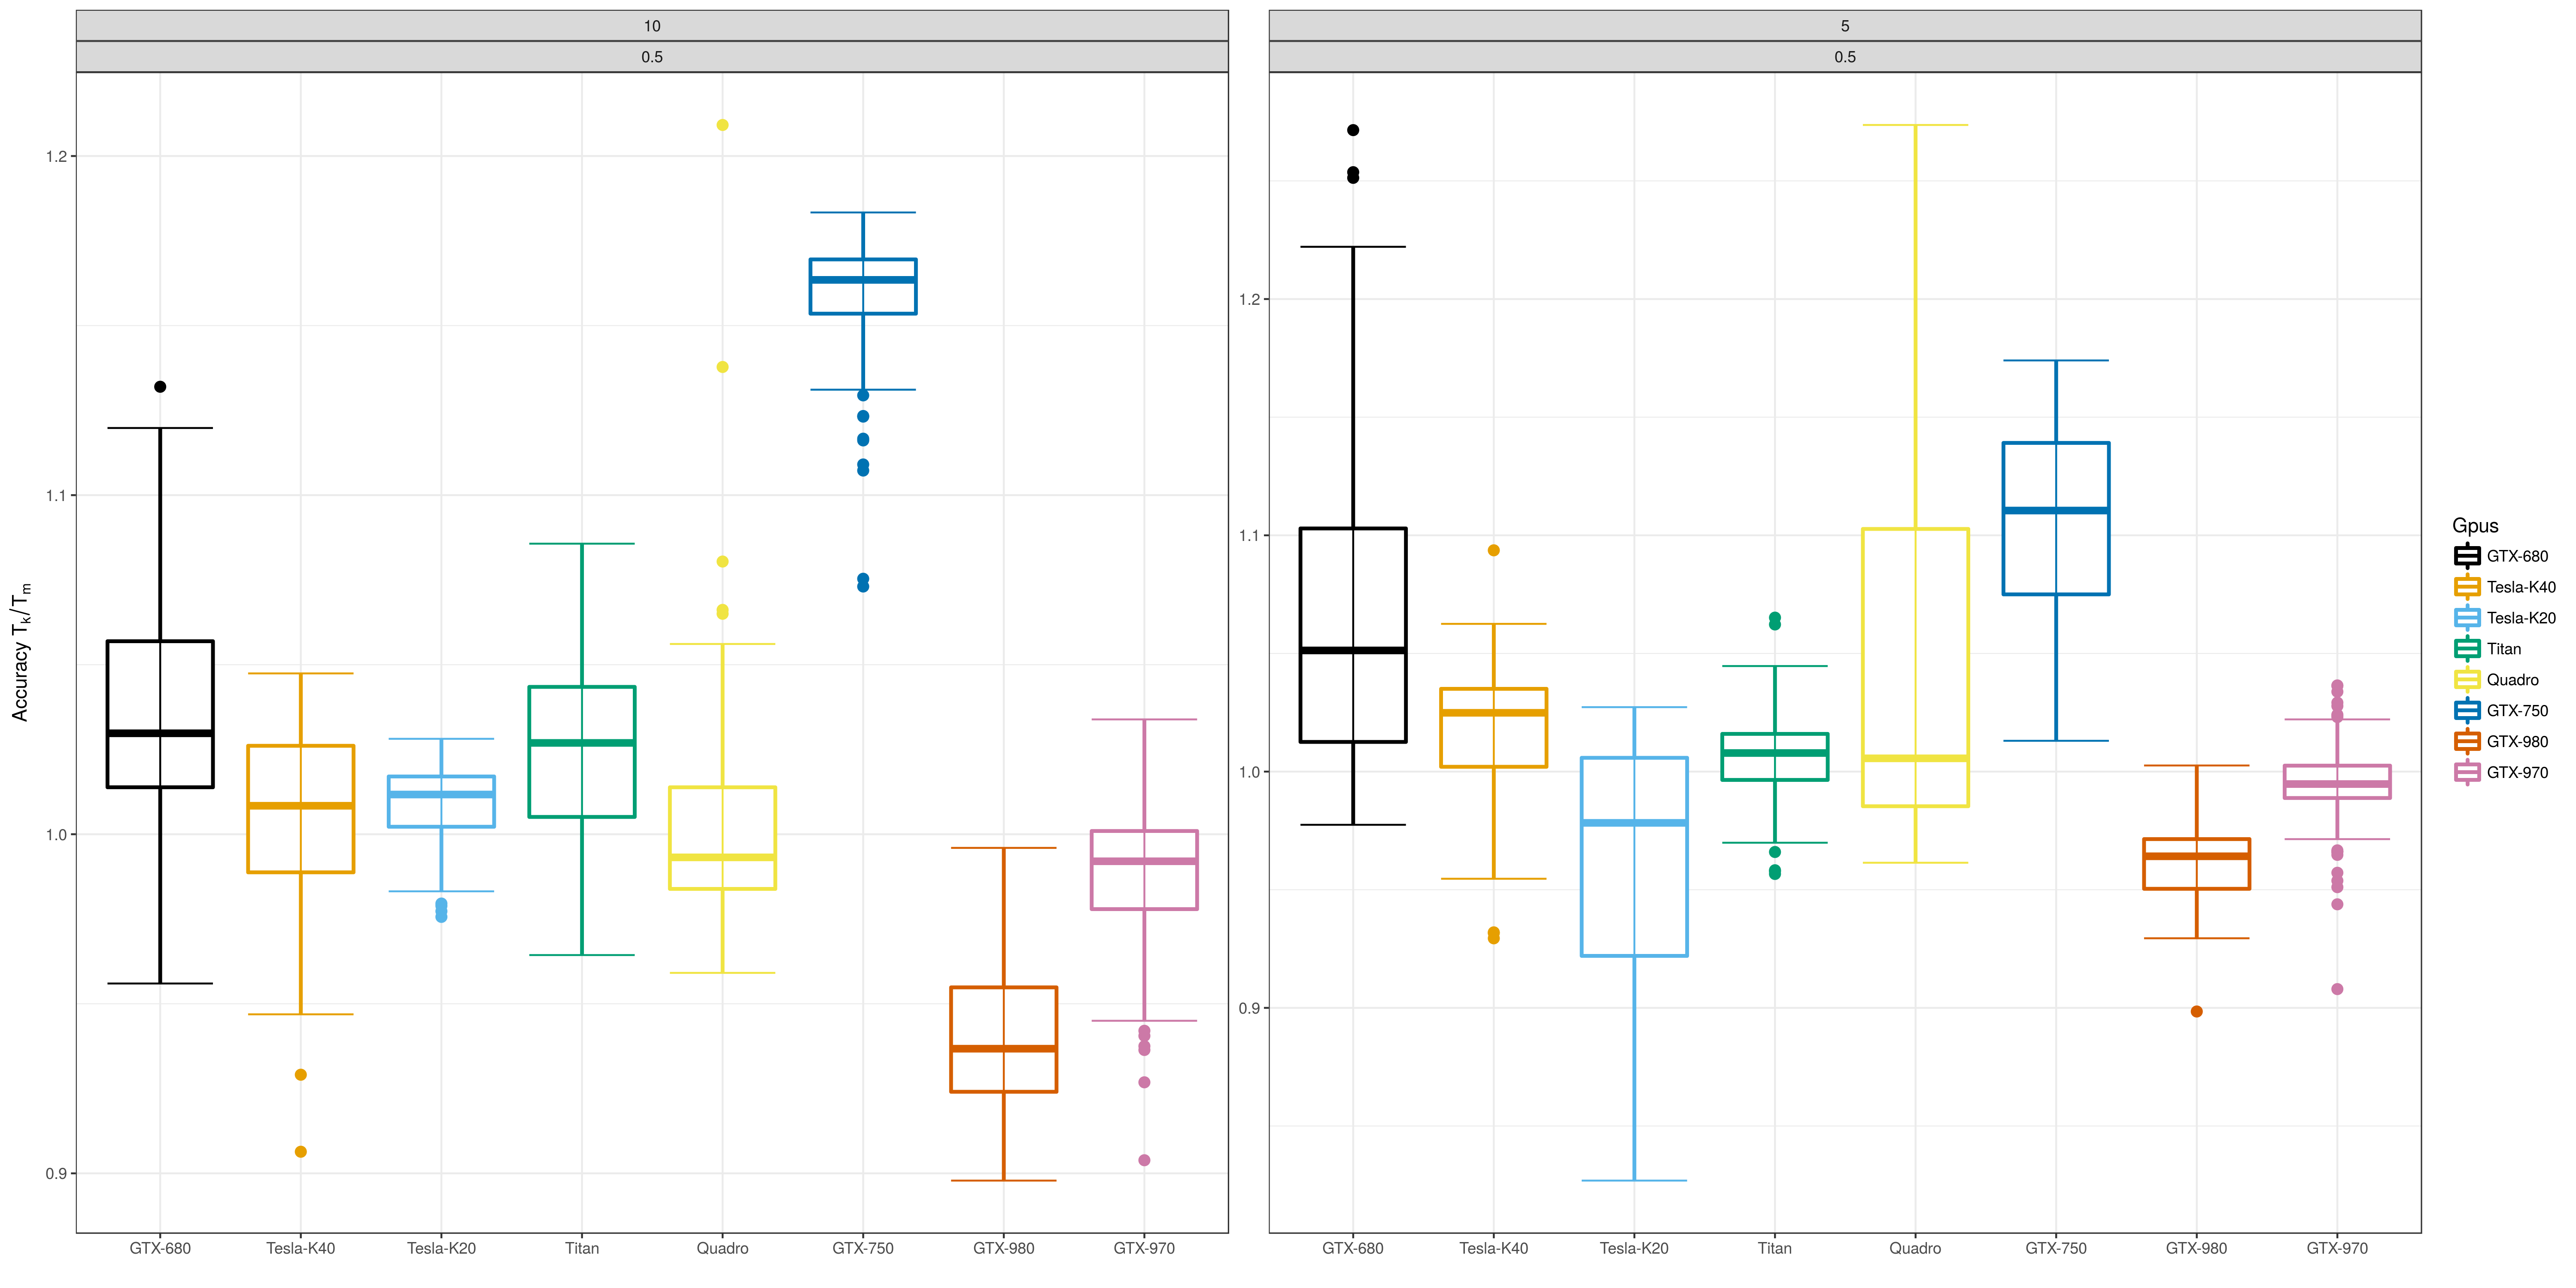 10
0.5
1.2
1.1
1.0
0.9
Accuracy Tk/Tm
GTX-680 Tesla-K40 Tesla-K20 Titan Quadro GTX-750 GTX-980 GTX-970
5
0.5
1.2
1.1
1.0
0.9
GTX-680 Tesla-K40 Tesla-K20 Titan Quadro GTX-750 GTX-980 GTX-970
Gpus
GTX-680
Tesla-K40
Tesla-K20
Titan
Quadro
GTX-750
GTX-980
GTX-970